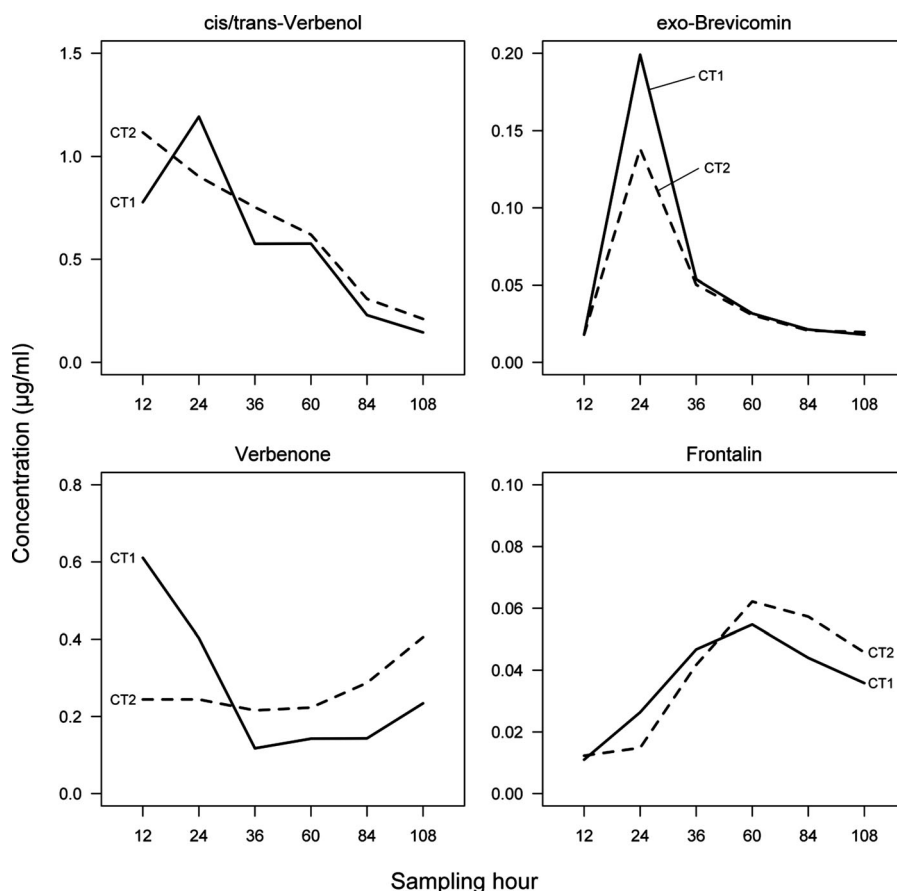 cis/trans-Verbenol
exo-Brevicomin
1.5
1.0
0.5
0.0
CT2
CT1
12 24 36 60 84 108
0.20
0.15
0.10
0.05
0.00
CT1
CT2
12 24 36 60 84 108
Concentration (µg/ml)
Verbenone
Frontalin
0.8
0.6
0.4
0.2
0.0
CT1
CT2
12 24 36 60 84 108
0.10
0.08
0.06
0.04
0.02
0.00
CT2
CT1
12 24 36 60 84 108
Sampling hour